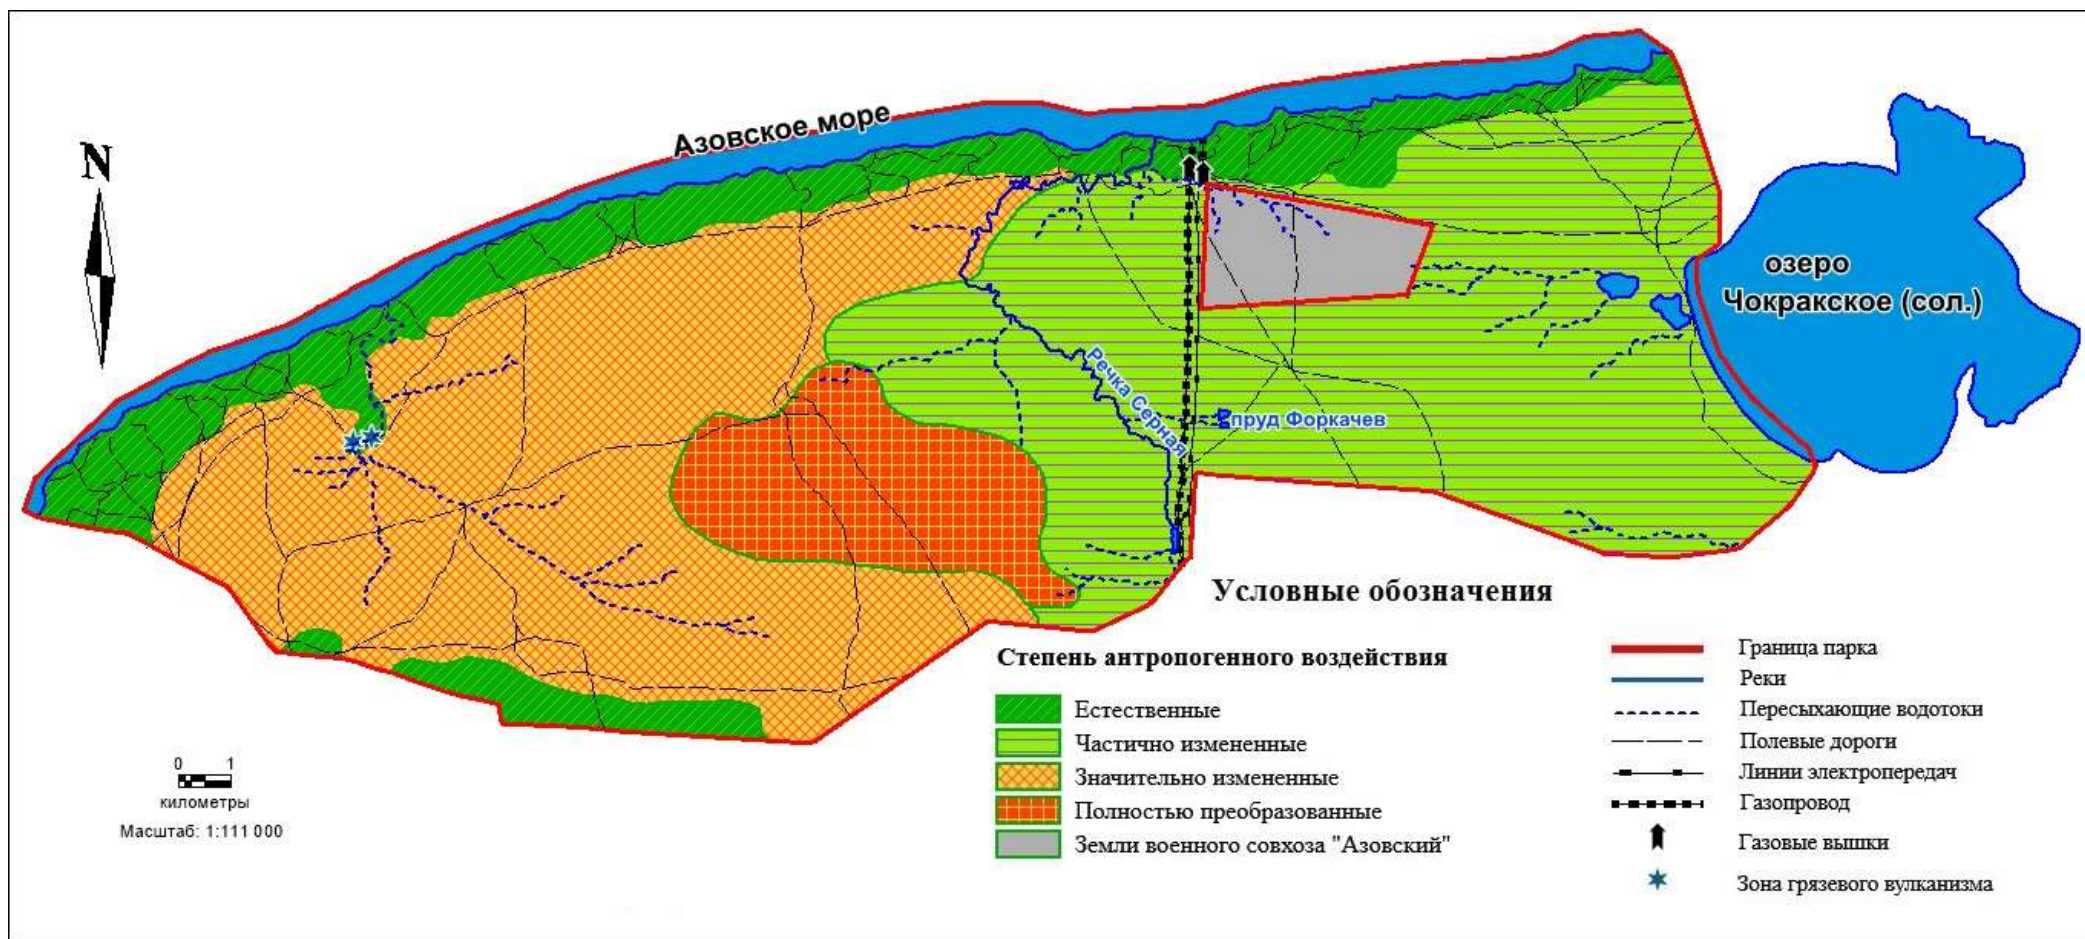 Азовское море
N
озеро
Чокракское (сол.)
Речка Серная
пруд Форкачев
Условные обозначения
Степень антропогенного воздействия
Естественные
Частично измененные
Значительно измененные
Полностью преобразованные
Земли военного совхоза "Азовский"
Граница парка
Реки
Пересыхающие водотоки
Полевые дороги
Линии электропередач
Газопровод
Газовые вышки
Зона грязевого вулканизма
0 1
километры
Масштаб: 1:111 000